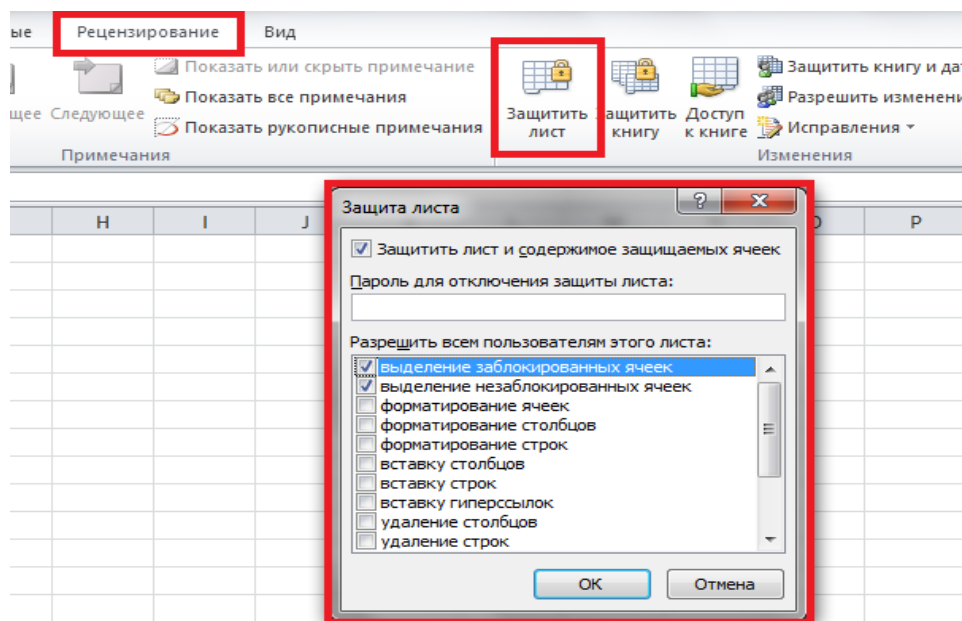 ые Рецензирование Вид
Показать или скрыть примечание
Показать все примечания
Показать рукописные примечания
щее Следующее
Примечания
Защитить лист
ащитить книгу
Доступ к книге
Защитить книгу и да
Разрешить изменени
Исправления
Изменения
H I J P
Защита листа
Защитить лист и содержимое защищаемых ячеек
Пароль для отключения защиты листа:
Разрешить всем пользователям этого листа:
выделение заблокированных ячеек
выделение незаблокированных ячеек
форматирование ячеек
форматирование столбцов
форматирование строк
вставку столбцов
вставку строк
вставку гиперссылок
удаление столбцов
удаление строк
ОК Отмена